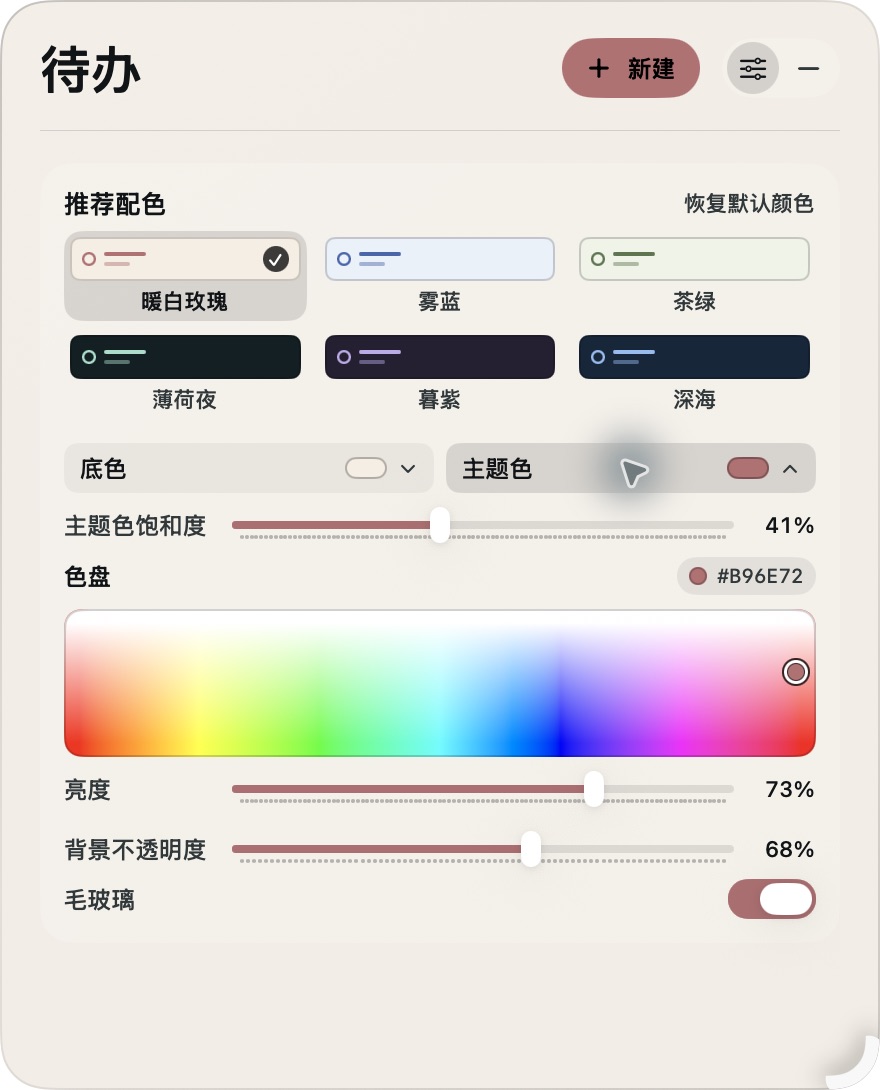 待办
+ 新建
推荐配色 恢复默认颜色
暖白玫瑰 雾蓝 茶绿
薄荷夜 暮紫 深海
底色 主题色
主题色饱和度 41%
色盘 #B96E72
亮度 73%
背景不透明度 68%
毛玻璃